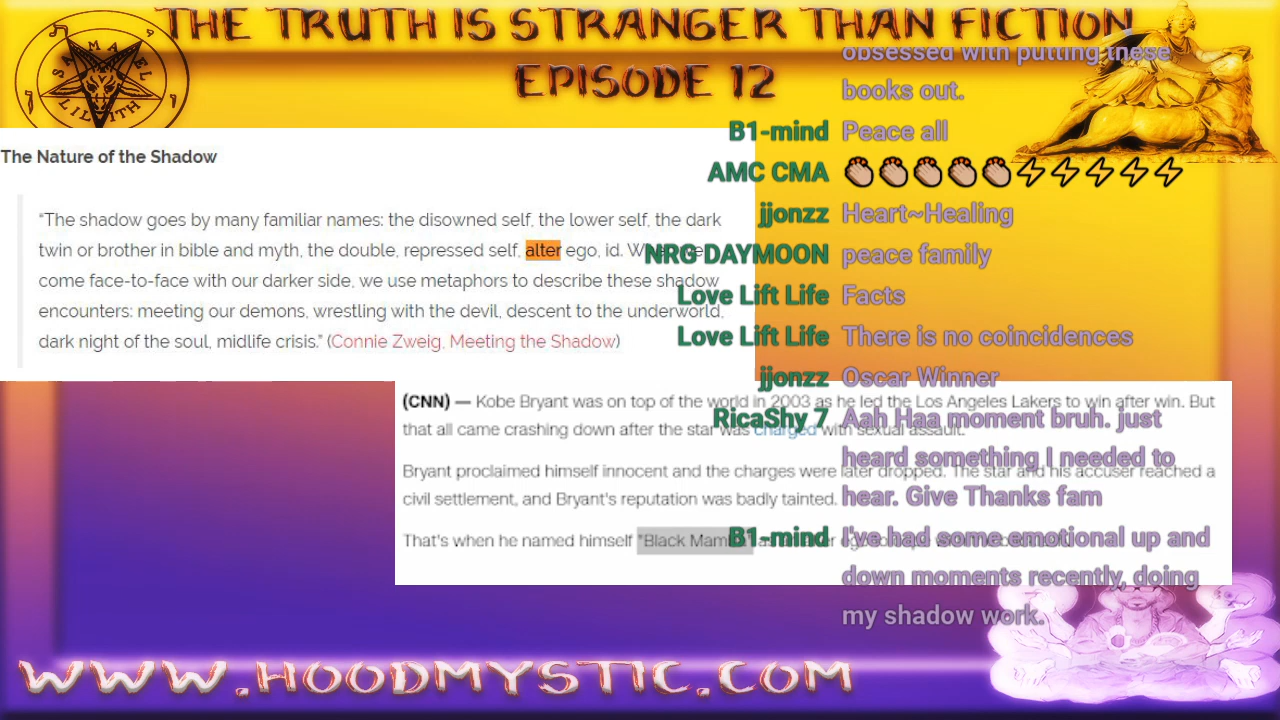 THE TRUTH IS STRANGER THAN FICTION
EPISODE 12
SAMAEL
LILITH
obsessed with putting these
books out.
B1-mind Peace all
AMC CMA 👏👏👏👏👏⚡⚡⚡⚡⚡
jjonzz Heart~Healing
NRG DAYMOON peace family
Love Lift Life Facts
Love Lift Life There is no coincidences
jjonzz Oscar Winner
RicaShy 7 Aah Haa moment bruh. just
heard something I needed to
hear. Give Thanks fam
B1-mind I've had some emotional up and
down moments recently, doing
my shadow work.
The Nature of the Shadow
“The shadow goes by many familiar names: the disowned self, the lower self, the dark
twin or brother in bible and myth, the double, repressed self, alter ego, id.
come face-to-face with our darker side, we use metaphors to describe these shadow
encounters: meeting our demons, wrestling with the devil, descent to the underworld,
dark night of the soul, midlife crisis.” (Connie Zweig, Meeting the Shadow)
(CNN) — Kobe Bryant was on top of the world in 2003 as he led the Los Angeles Lakers to win after win. But
that all came crashing down after the star was charged with sexual assault.
Bryant proclaimed himself innocent and the charges were later dropped. The star and his accuser reached a
civil settlement, and Bryant's reputation was badly tainted.
That's when he named himself "Black
WWW.HOODMYSTIC.COM